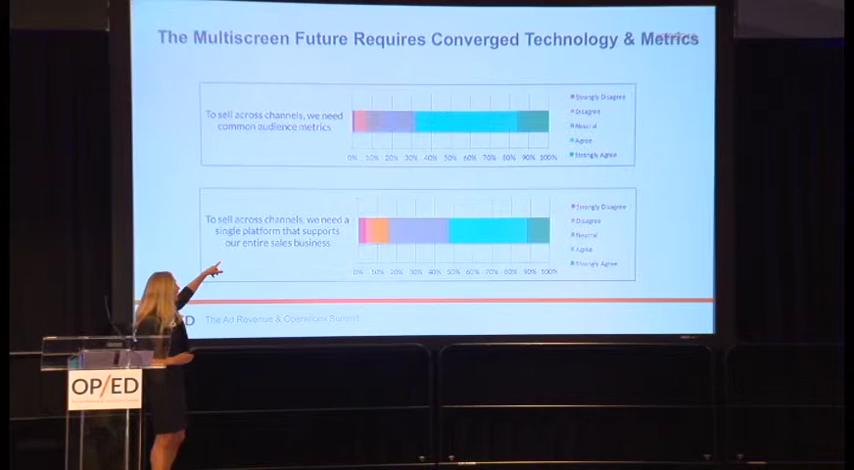 The Multiscreen Future Requires Converged Technology & Metrics
To sell across channels, we need
common audience metrics
0% 10% 20% 30% 40% 50% 60% 70% 80% 90% 100%
Strongly Disagree
Disagree
Neutral
Agree
Strongly Agree
To sell across channels, we need a
single platform that supports
our entire sales business
0% 10% 20% 30% 40% 50% 60% 70% 80% 90% 100%
Strongly Disagree
Disagree
Neutral
Agree
Strongly Agree
ED The Ad Revenue & Operations Summit
OP/ED